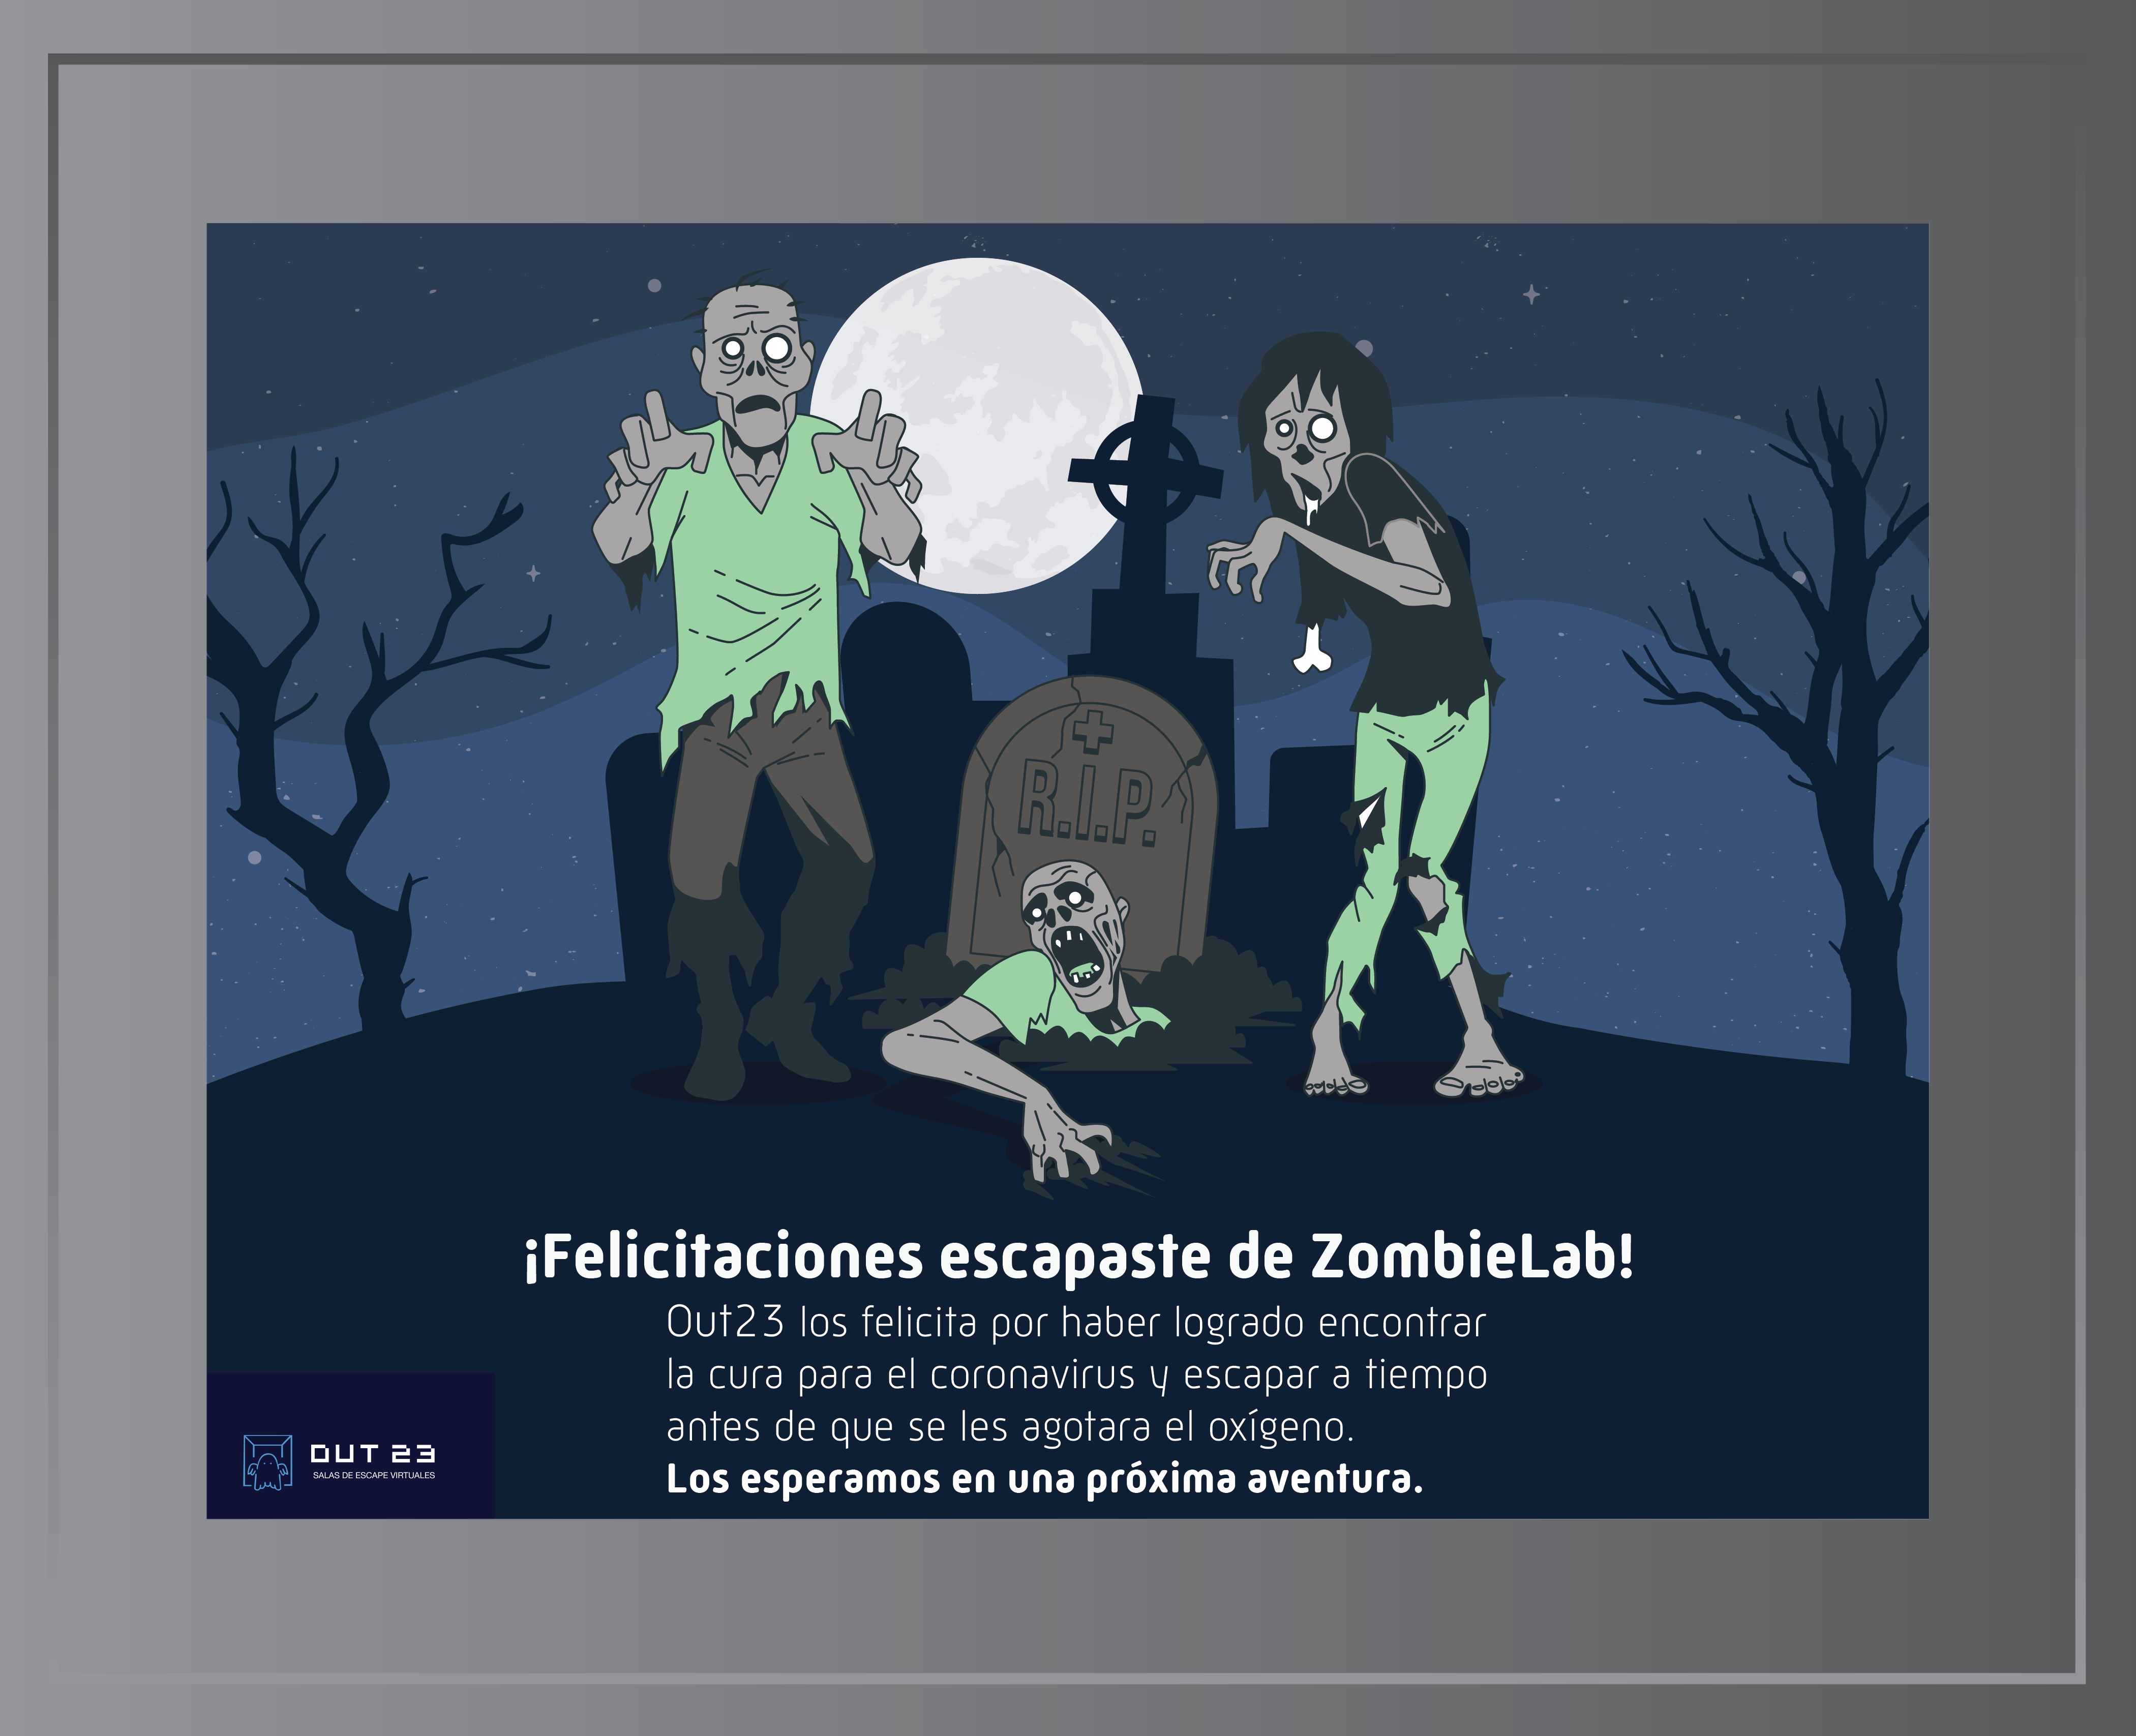 R.I.P.
¡Felicitaciones escapaste de ZombieLab!
Out23 los felicita por haber logrado encontrar
la cura para el coronavirus y escapar a tiempo
antes de que se les agotara el oxígeno.
Los esperamos en una próxima aventura.
OUT 23
SALAS DE ESCAPE VIRTUALES